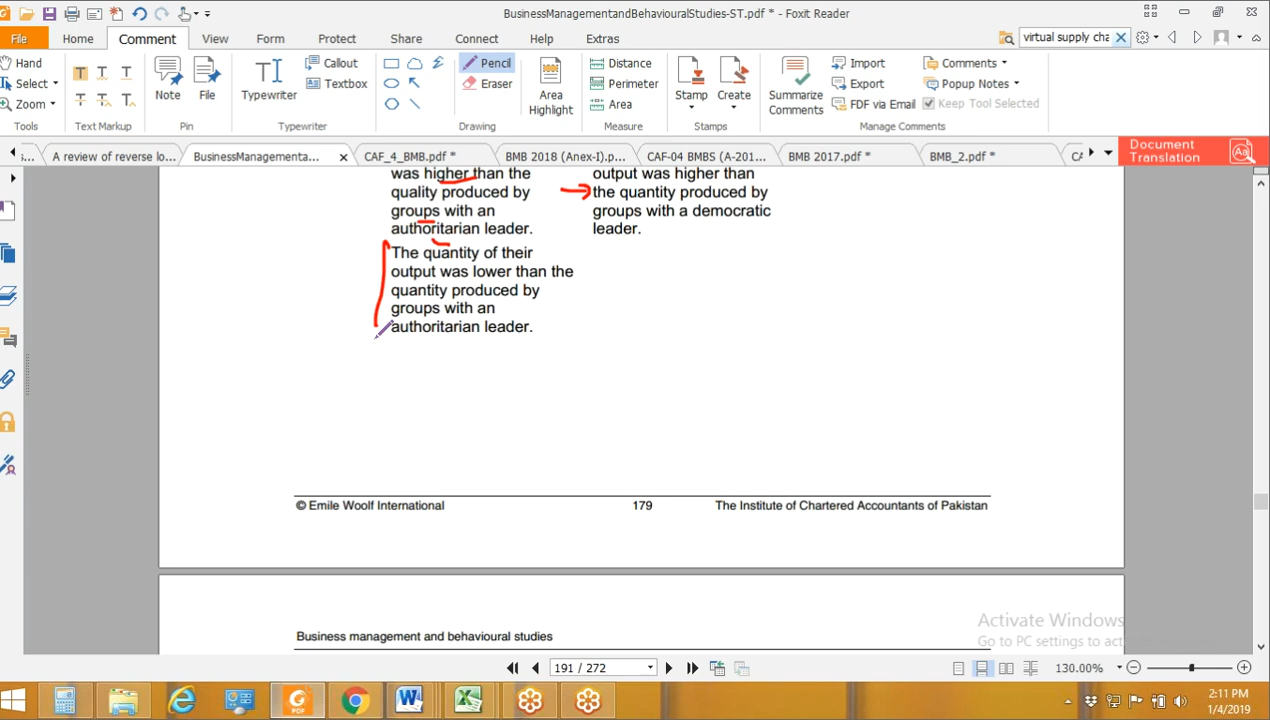 BusinessManagementandBehaviouralStudies-ST.pdf * - Foxit Reader
File Home Comment View Form Protect Share Connect Help Extras
virtual supply cha
Hand
Select
Zoom
Tools
T T T
T T T
Text Markup
Note
File
Pin
Typewriter
Callout
Textbox
Typewriter
Pencil
Eraser
Area
Highlight
Drawing
Distance
Perimeter
Area
Measure
Stamp
Create
Stamps
Summarize
Comments
Import
Export
FDF via Email
Comments
Popup Notes
Keep Tool Selected
Manage Comments
A review of reverse lo...
BusinessManagementa...
CAF_4_BMB.pdf *
BMB 2018 (Anex-I).p...
CAF-04 BMBS (A-201...
BMB 2017.pdf *
BMB_2.pdf *
Document
Translation
was higher than the
quality produced by
groups with an
authoritarian leader.
The quantity of their
output was lower than the
quantity produced by
groups with an
authoritarian leader.
output was higher than
the quantity produced by
groups with a democratic
leader.
© Emile Woolf International 179 The Institute of Chartered Accountants of Pakistan
Business management and behavioural studies
Activate Windows
191 / 272
130.00%
PDF
2:11 PM
1/4/2019